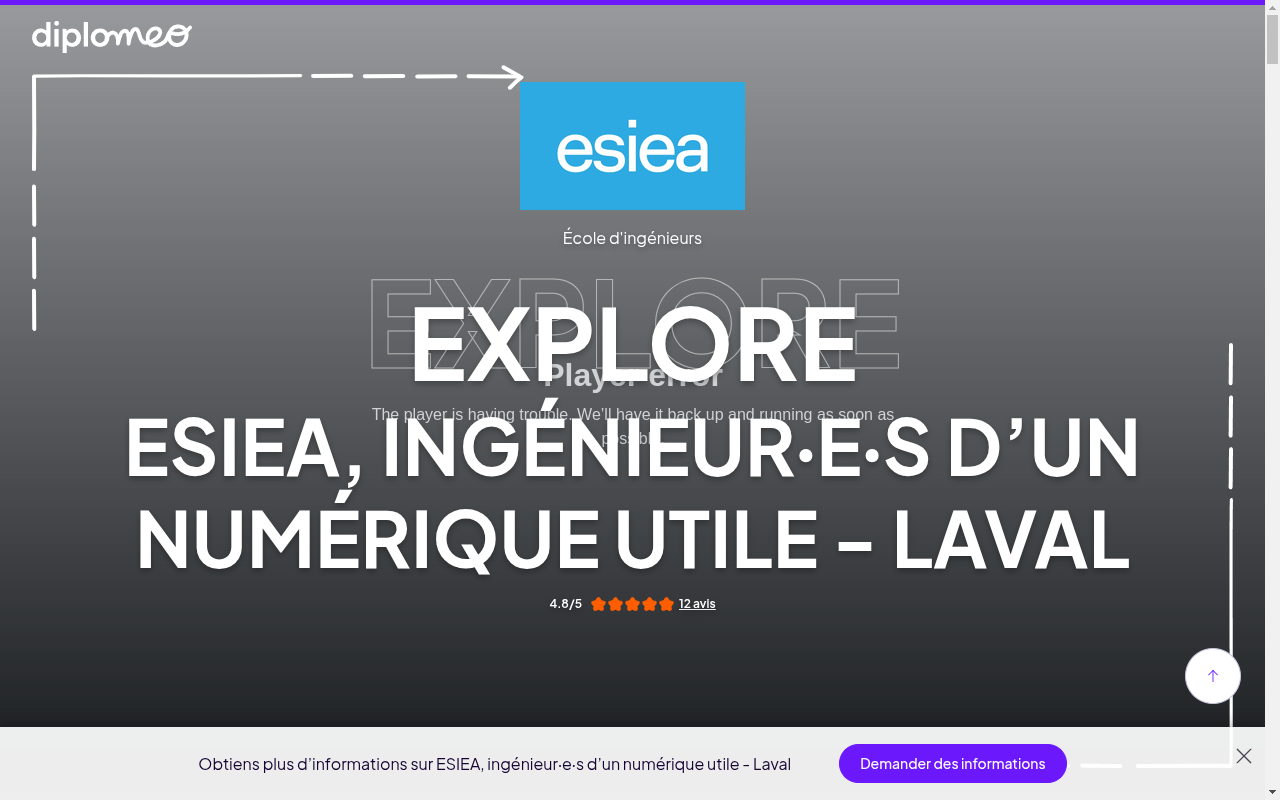 diplomeo
esiea
École d'ingénieurs
EXPLORE
EXPLORE
Player error
The player is having trouble. We'll have it back up and running as soon as
possible.
ESIEA, INGÉNIEUR·E·S D'UN
NUMÉRIQUE UTILE – LAVAL
4.8/5 12 avis
Obtiens plus d'informations sur ESIEA, ingénieur·e·s d'un numérique utile - Laval
Demander des informations